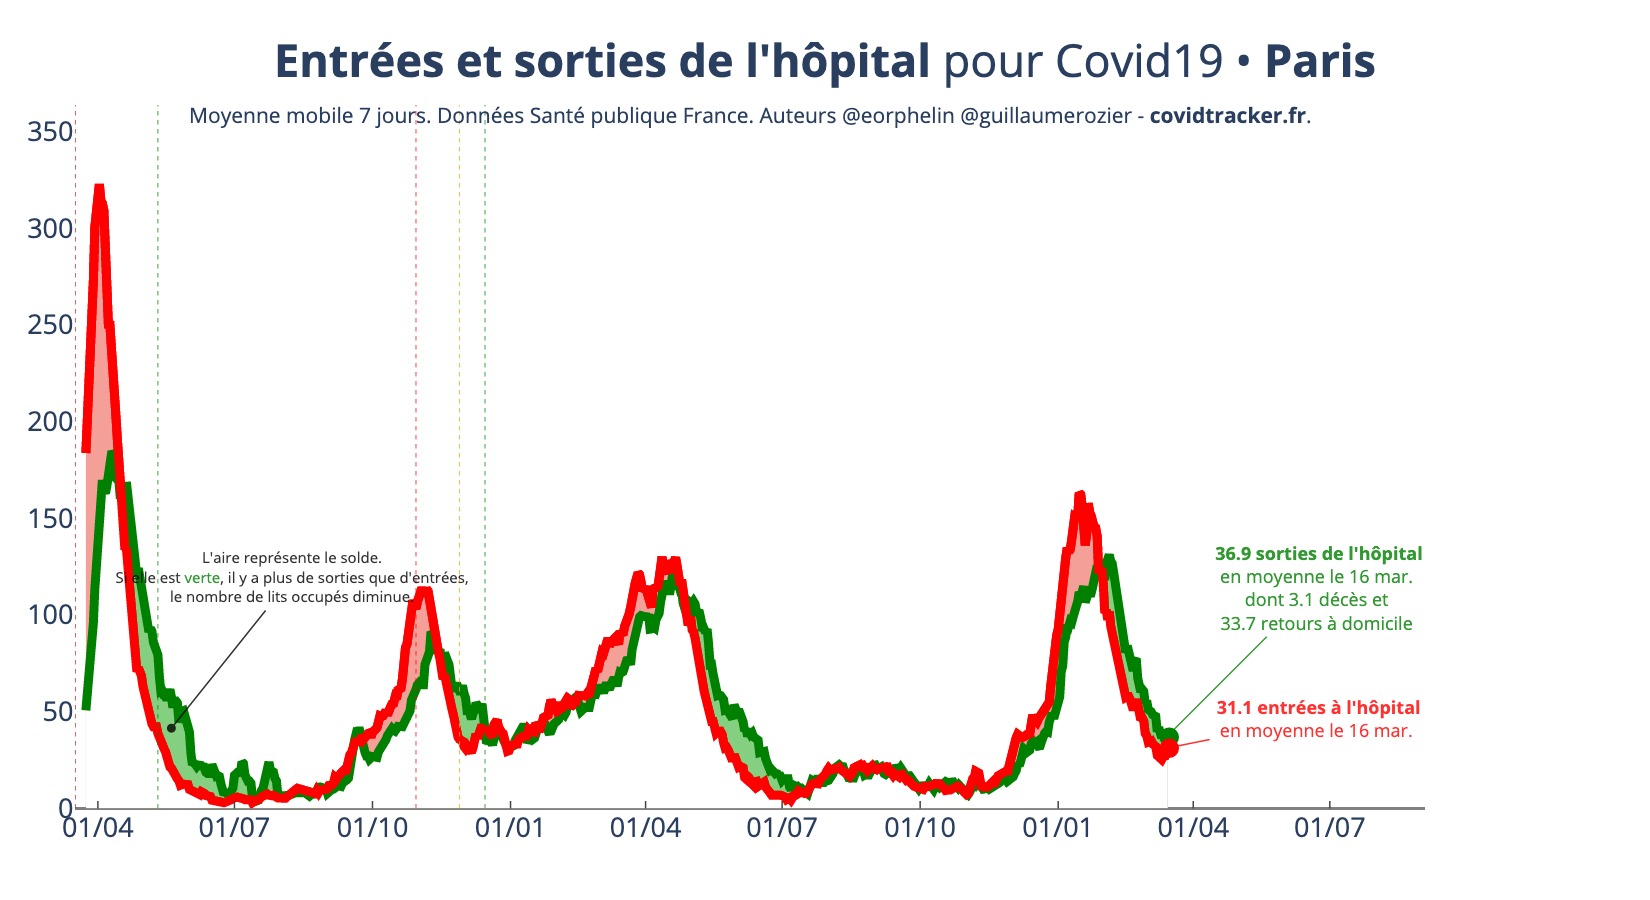 Entrées et sorties de l'hôpital pour Covid19 • Paris
Moyenne mobile 7 jours. Données Santé publique France. Auteurs @eorphelin @guillaumerozier - covidtracker.fr.
350
300
250
200
150
100
50
0
L'aire représente le solde.
Si elle est verte, il y a plus de sorties que d'entrées,
le nombre de lits occupés diminue.
36.9 sorties de l'hôpital
en moyenne le 16 mar.
dont 3.1 décès et
33.7 retours à domicile
31.1 entrées à l'hôpital
en moyenne le 16 mar.
01/04 01/07 01/10 01/01 01/04 01/07 01/10 01/01 01/04 01/07